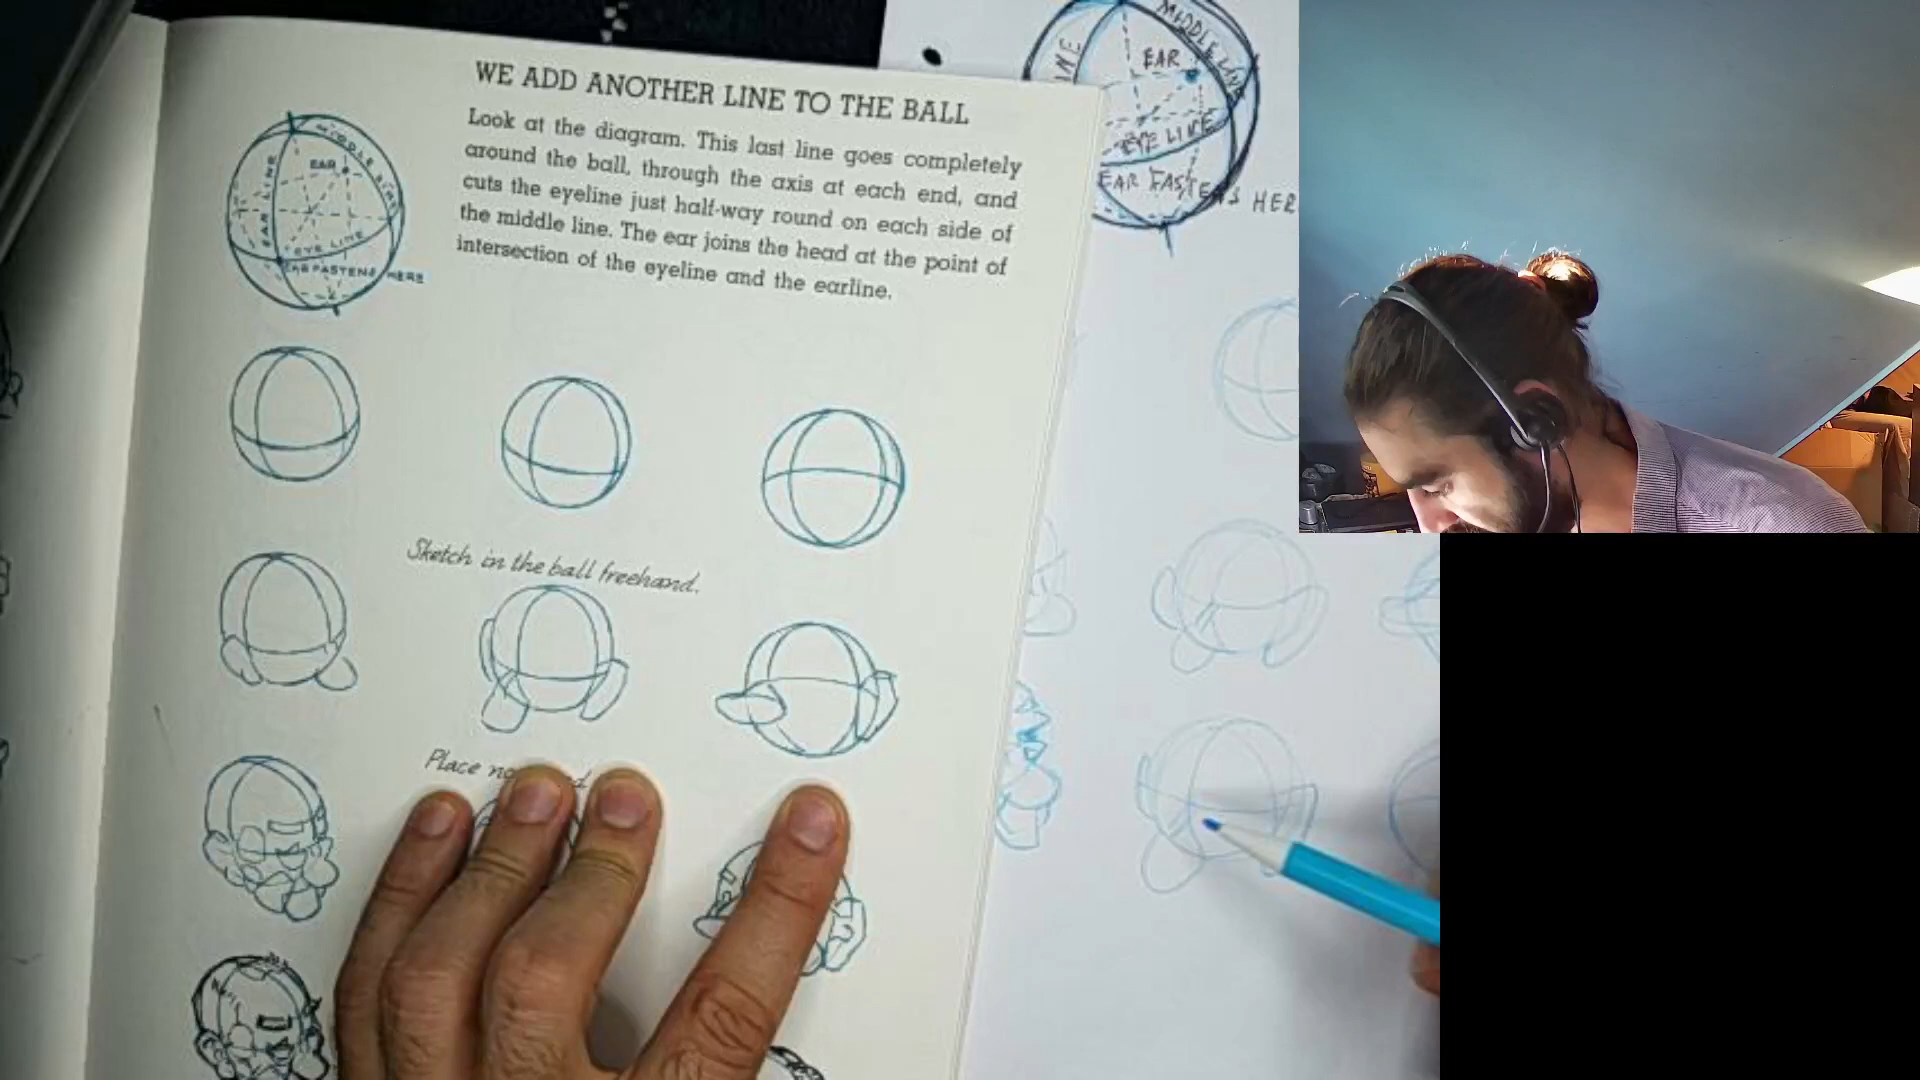 WE ADD ANOTHER LINE TO THE BALL
Look at the diagram. This last line goes completely
around the ball, through the axis at each end, and
cuts the eyeline just half-way round on each side of
the middle line. The ear joins the head at the point of
intersection of the eyeline and the earline.
MIDDLE LINE
EAR
EAR LINE
EYE LINE
EAR FASTENS HERE
Sketch in the ball freehand.
Place
MIDDLE LINE
EAR
EYE LINE
EAR FASTENS HER